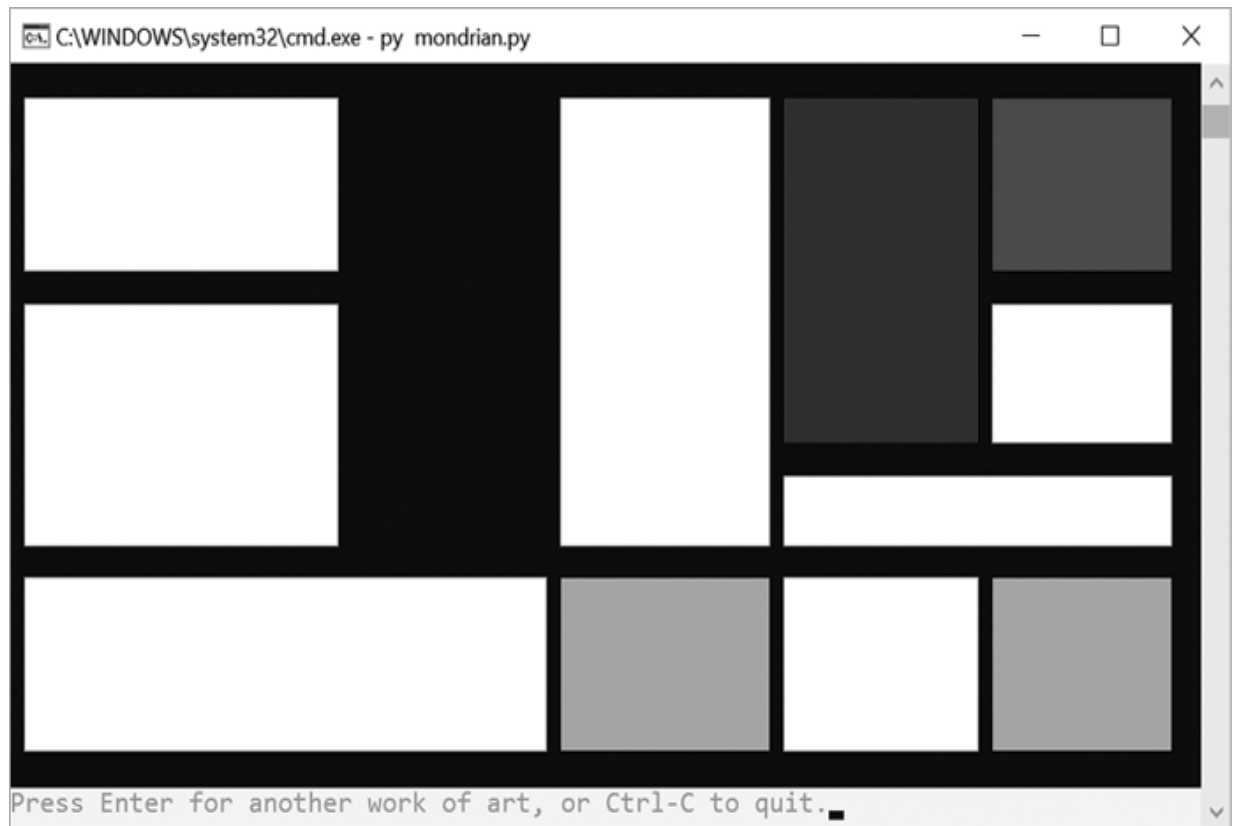 C:\WINDOWS\system32\cmd.exe - py mondrian.py
Press Enter for another work of art, or Ctrl-C to quit.